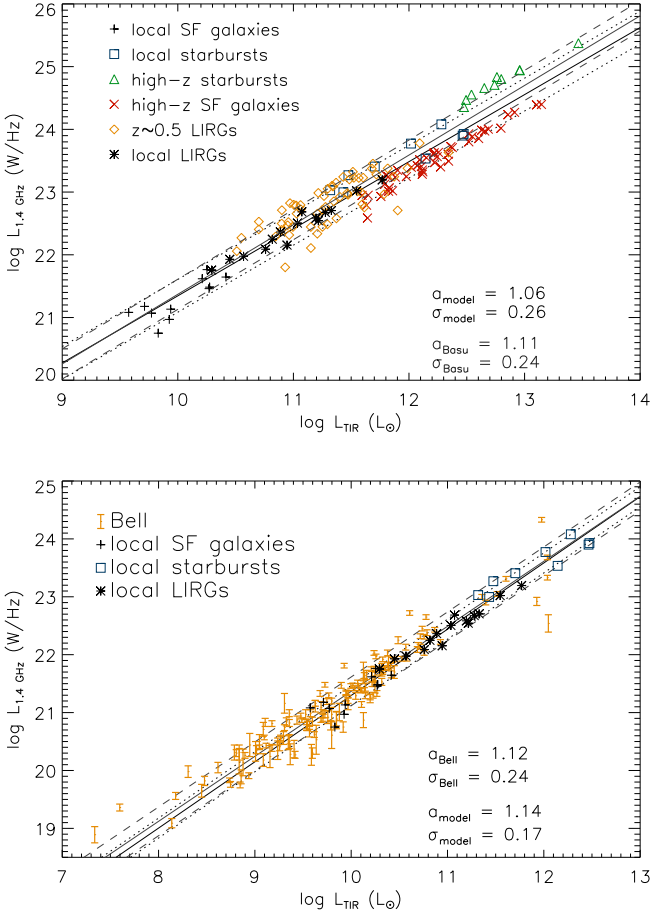 26
25
24
23
22
21
20
log L1.4 GHz (W/Hz)
+ local SF galaxies
□ local starbursts
△ high-z starbursts
× high-z SF galaxies
◇ z~0.5 LIRGs
✱ local LIRGs
amodel = 1.06
σmodel = 0.26
aBasu = 1.11
σBasu = 0.24
9 10 11 12 13 14
log LTIR (L⊙)
25
24
23
22
21
20
19
log L1.4 GHz (W/Hz)
Bell
+ local SF galaxies
□ local starbursts
✱ local LIRGs
aBell = 1.12
σBell = 0.24
amodel = 1.14
σmodel = 0.17
7 8 9 10 11 12 13
log LTIR (L⊙)